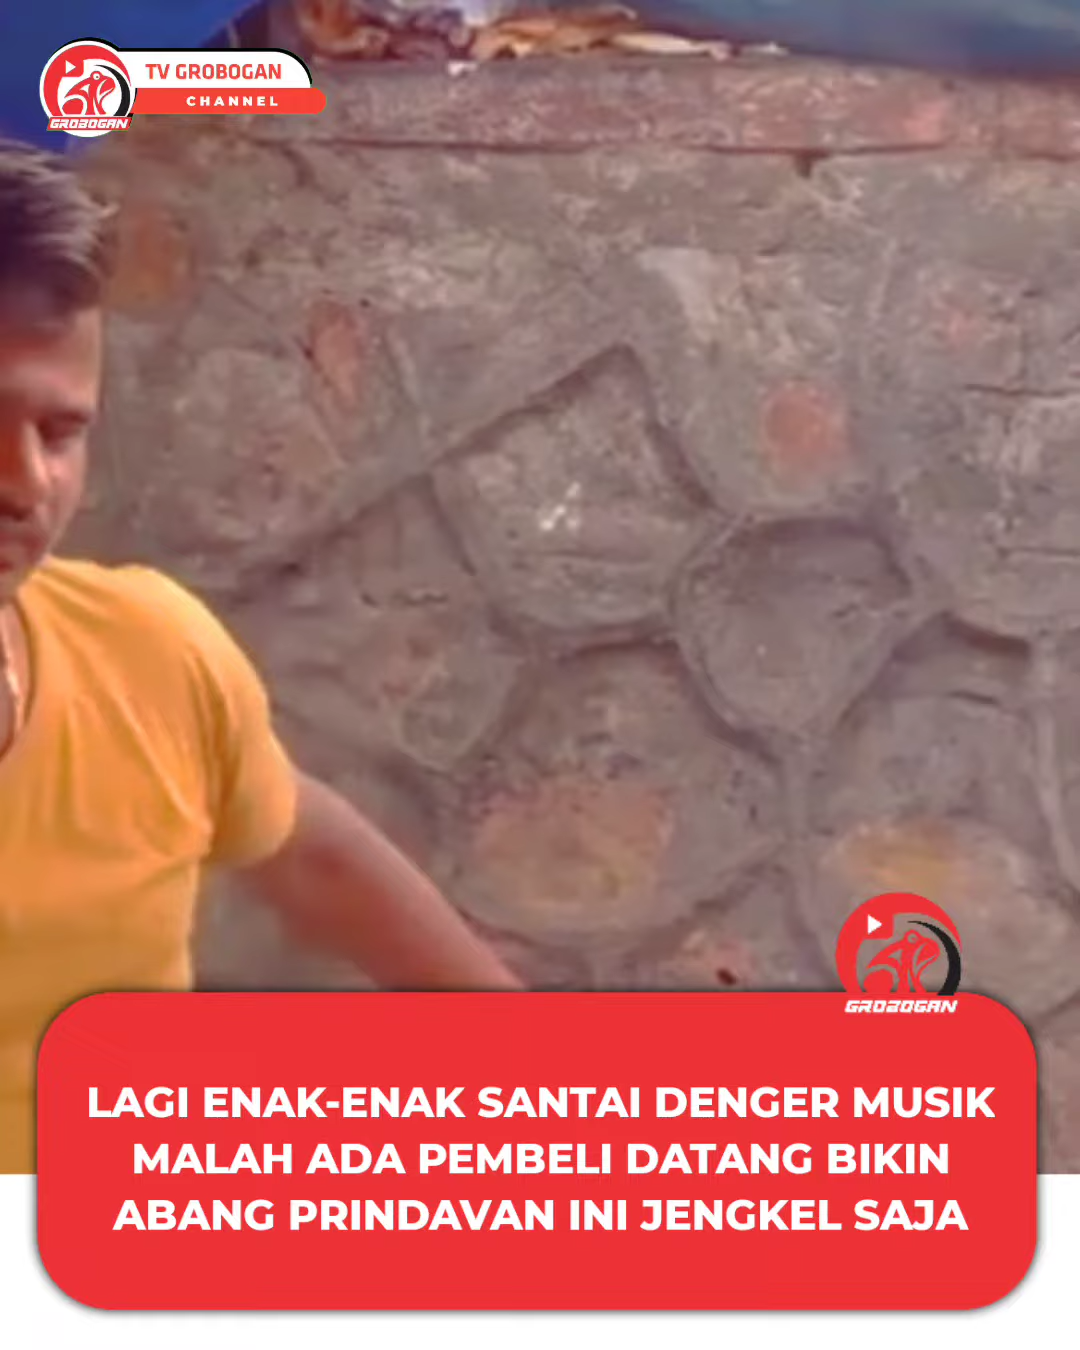 TV GROBOGAN
CHANNEL
GROBOGAN
GROBOGAN
LAGI ENAK-ENAK SANTAI DENGER MUSIK
MALAH ADA PEMBELI DATANG BIKIN
ABANG PRINDAVAN INI JENGKEL SAJA